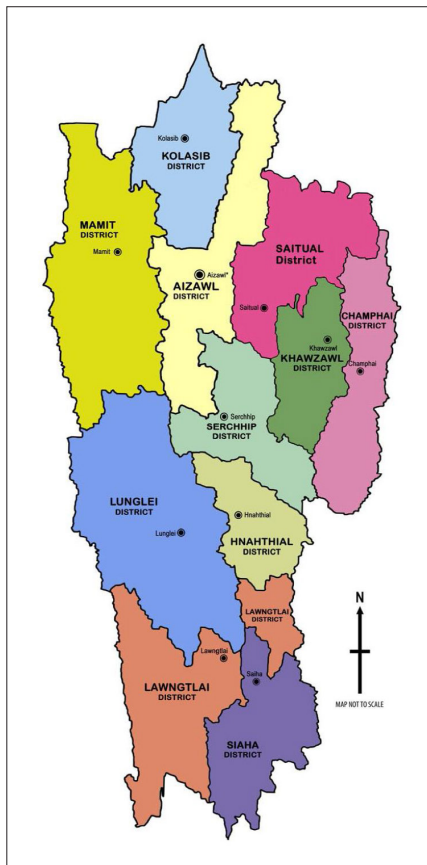 Kolasib
KOLASIB
DISTRICT
MAMIT
DISTRICT
Mamit
SAITUAL
District
Aizawl*
AIZAWL
DISTRICT
Saitual
CHAMPHAI
DISTRICT
Khawzawl
KHAWZAWL
DISTRICT
Champhai
Serchhip
SERCHHIP
DISTRICT
LUNGLEI
DISTRICT
Lunglei
Hnahthial
HNAHTHIAL
DISTRICT
N
LAWNGTLAI
DISTRICT
Lawngtlai
LAWNGTLAI
DISTRICT
Saiha
MAP NOT TO SCALE
SIAHA
DISTRICT